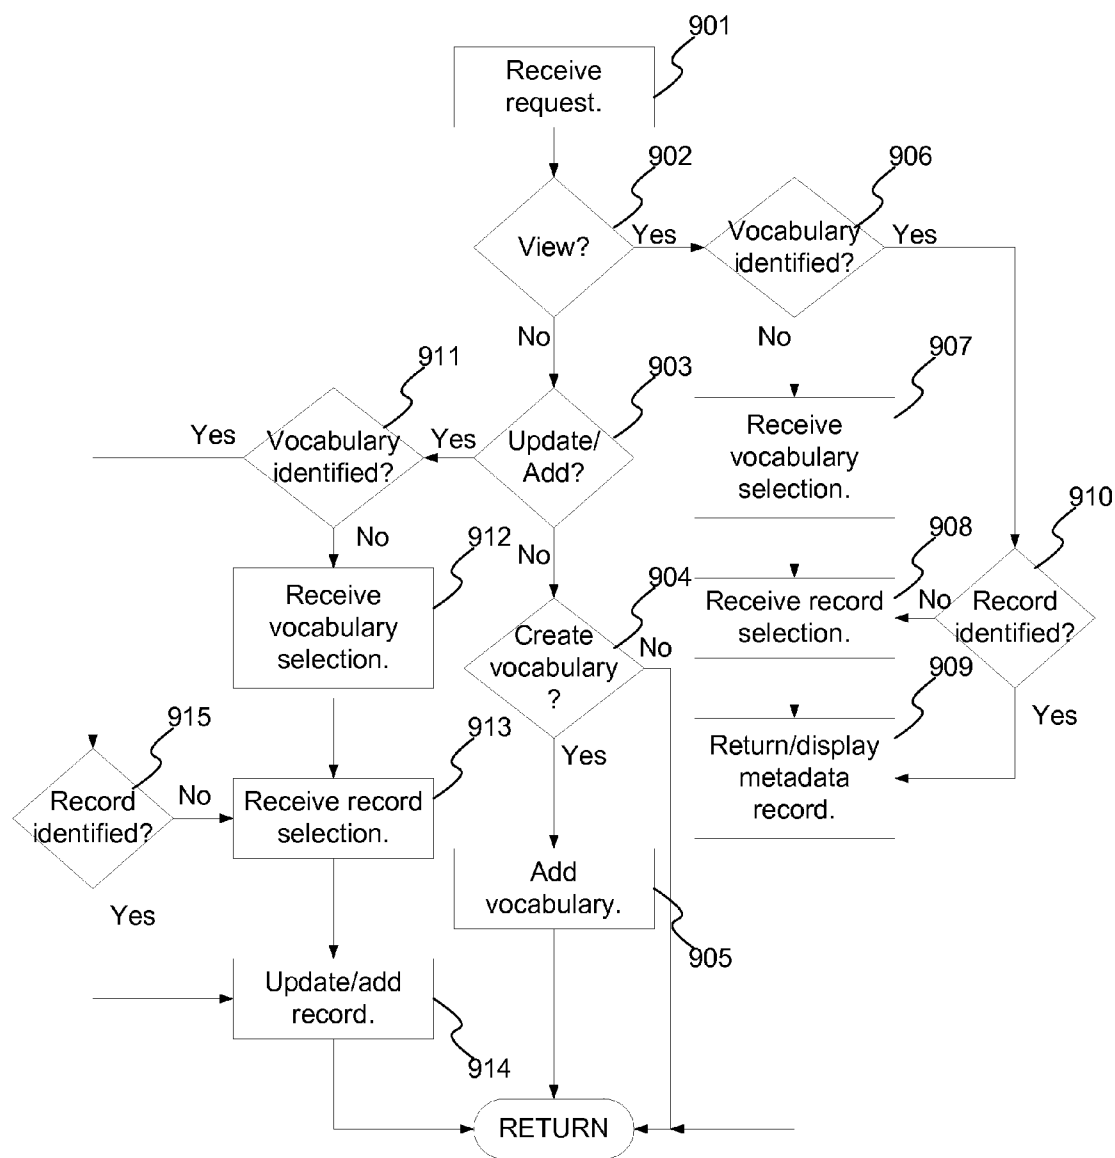 901
Receive
request.
902
906
View?
Yes
Vocabulary
identified?
Yes
No
No
911
903
907
Yes
Vocabulary
identified?
Yes
Update/
Add?
Receive
vocabulary
selection.
910
No
912
No
908
904
Receive
vocabulary
selection.
Create
vocabulary
?
No
Receive record
selection.
No
Record
identified?
909
915
913
Yes
Yes
Return/display
metadata
record.
Record
identified?
No
Receive record
selection.
Add
vocabulary.
Yes
905
Update/add
record.
914
RETURN